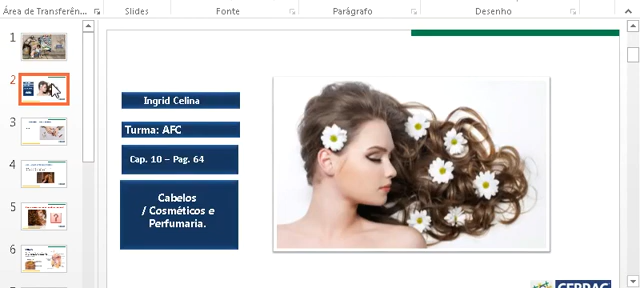 Área de Transferên...
Slides
Fonte
Parágrafo
Desenho
1
2
3
4
5
6
Ingrid Celina
Turma: AFC
Cap. 10 – Pag. 64
Cabelos
/ Cosméticos e
Perfumaria.